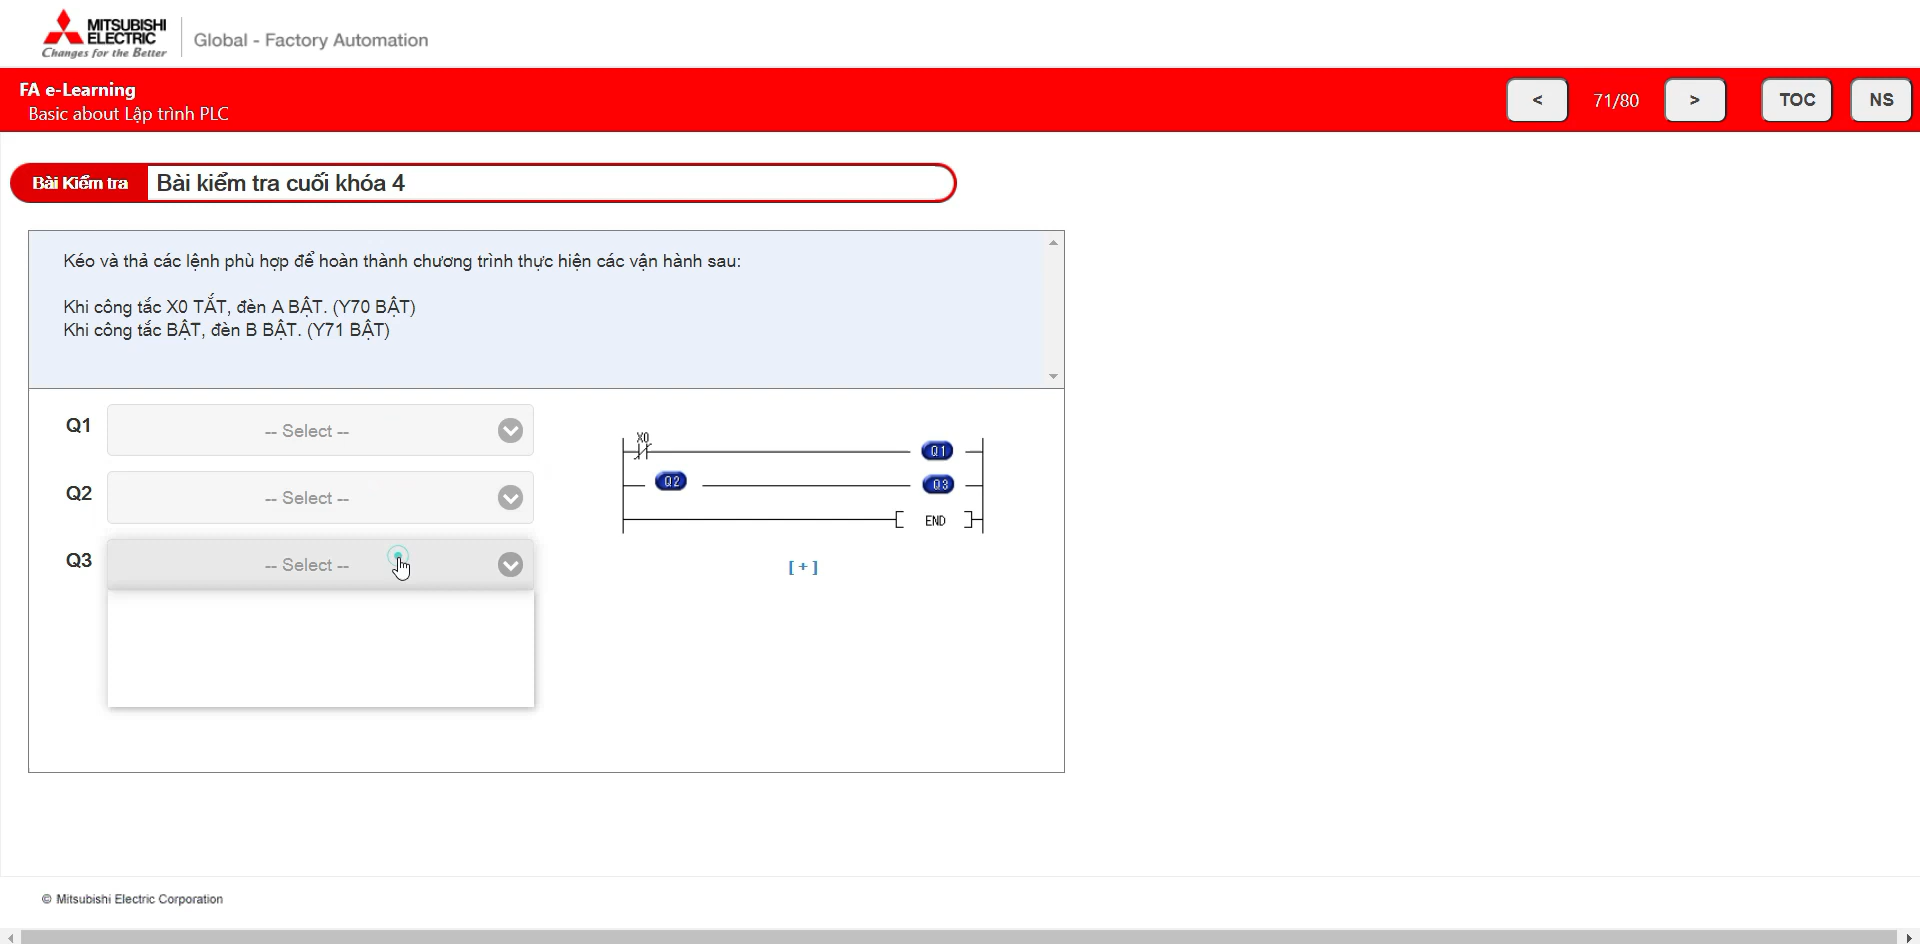 MITSUBISHI
ELECTRIC
Changes for the Better
Global - Factory Automation
FA e-Learning
Basic about Lập trình PLC
<
71/80
>
TOC
NS
Bài Kiểm tra
Bài kiểm tra cuối khóa 4
Kéo và thả các lệnh phù hợp để hoàn thành chương trình thực hiện các vận hành sau:
Khi công tắc X0 TẮT, đèn A BẬT. (Y70 BẬT)
Khi công tắc BẬT, đèn B BẬT. (Y71 BẬT)
Q1
-- Select --
Q2
-- Select --
Q3
-- Select --
X0
Q1
Q2
Q3
END
[ + ]
© Mitsubishi Electric Corporation